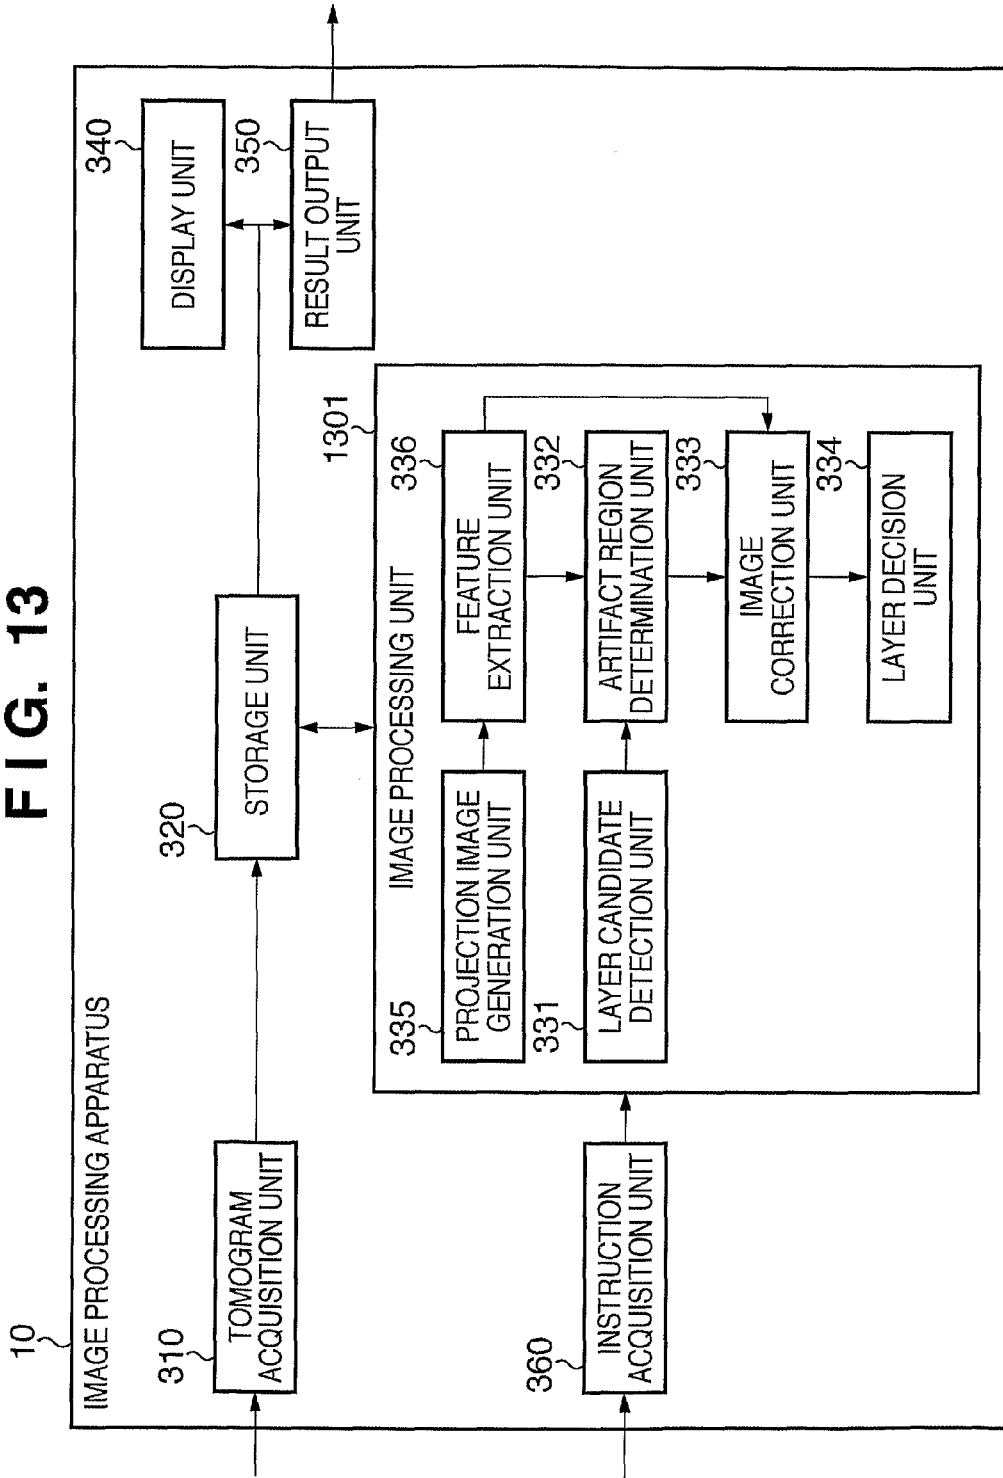 FIG. 13
10
IMAGE PROCESSING APPARATUS
310
TOMOGRAM
ACQUISITION UNIT
320
STORAGE UNIT
340
DISPLAY UNIT
350
RESULT OUTPUT
UNIT
360
INSTRUCTION
ACQUISITION UNIT
1301
IMAGE PROCESSING UNIT
335
PROJECTION IMAGE
GENERATION UNIT
336
FEATURE
EXTRACTION UNIT
331
LAYER CANDIDATE
DETECTION UNIT
332
ARTIFACT REGION
DETERMINATION UNIT
333
IMAGE
CORRECTION UNIT
334
LAYER DECISION
UNIT